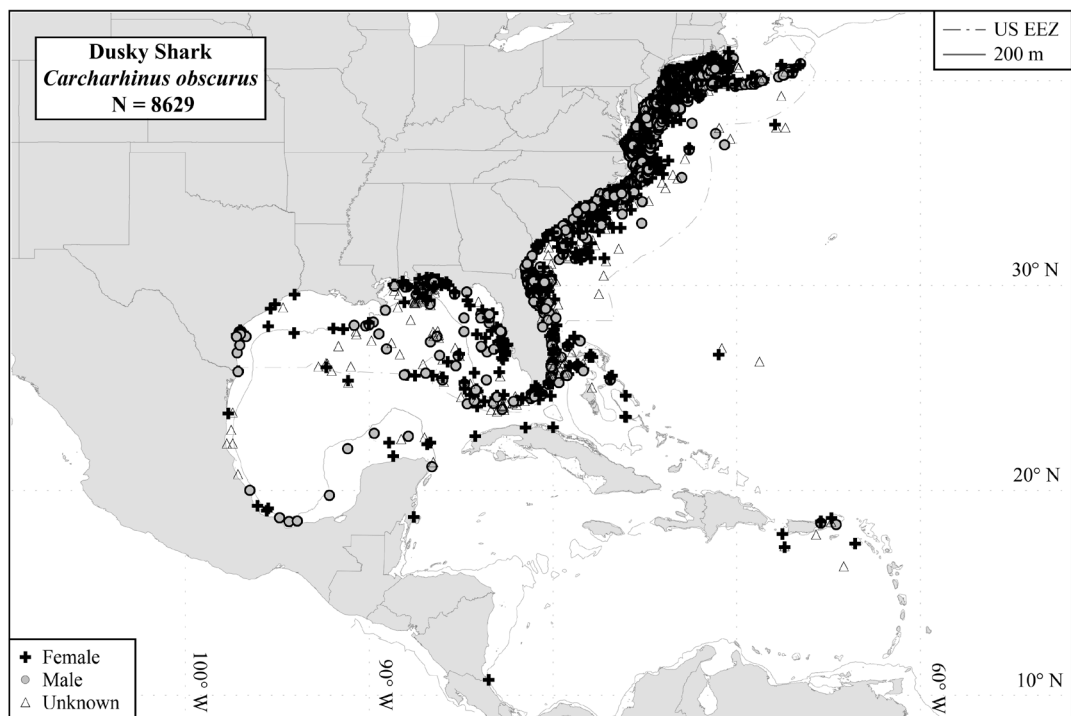 Dusky Shark
Carcharhinus obscurus
N = 8629
US EEZ
200 m
30° N
20° N
10° N
Female
Male
Unknown
100° W
90° W
60° W